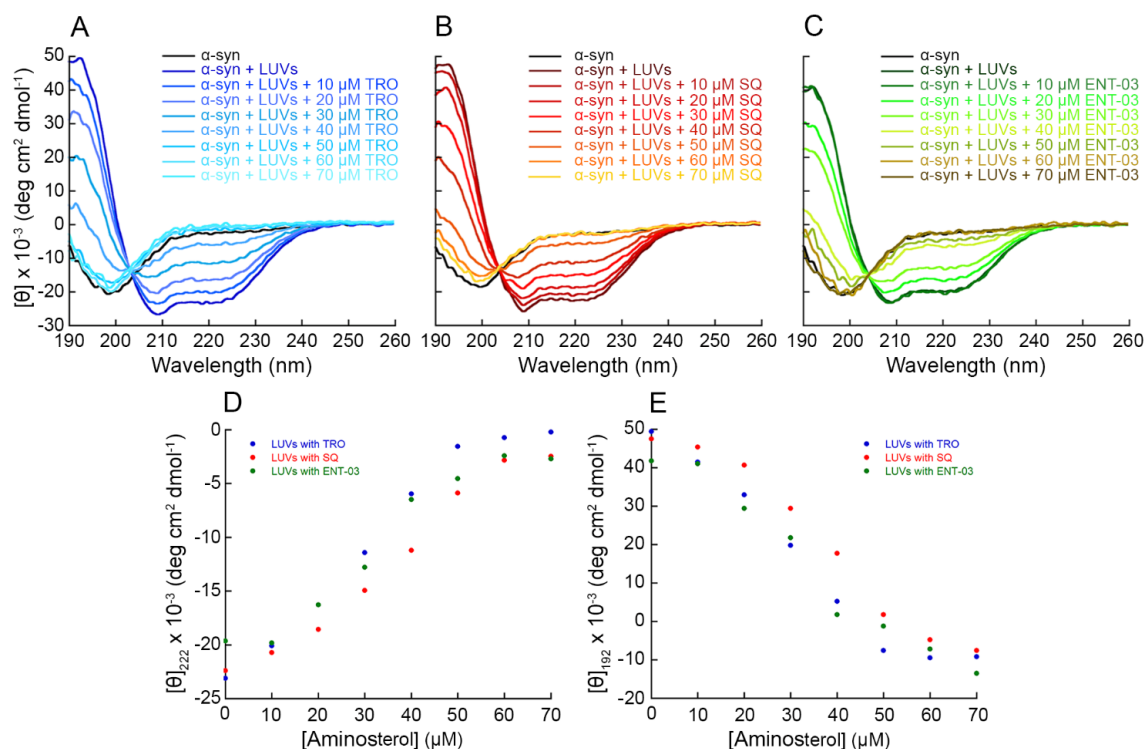 A
α-syn
α-syn + LUVs
α-syn + LUVs + 10 μM TRO
α-syn + LUVs + 20 μM TRO
α-syn + LUVs + 30 μM TRO
α-syn + LUVs + 40 μM TRO
α-syn + LUVs + 50 μM TRO
α-syn + LUVs + 60 μM TRO
α-syn + LUVs + 70 μM TRO
[θ] x 10⁻³ (deg cm² dmol⁻¹)
50
40
30
20
10
0
-10
-20
-30
190 200 210 220 230 240 250 260
Wavelength (nm)
B
α-syn
α-syn + LUVs
α-syn + LUVs + 10 μM SQ
α-syn + LUVs + 20 μM SQ
α-syn + LUVs + 30 μM SQ
α-syn + LUVs + 40 μM SQ
α-syn + LUVs + 50 μM SQ
α-syn + LUVs + 60 μM SQ
α-syn + LUVs + 70 μM SQ
190 200 210 220 230 240 250 260
Wavelength (nm)
C
α-syn
α-syn + LUVs
α-syn + LUVs + 10 μM ENT-03
α-syn + LUVs + 20 μM ENT-03
α-syn + LUVs + 30 μM ENT-03
α-syn + LUVs + 40 μM ENT-03
α-syn + LUVs + 50 μM ENT-03
α-syn + LUVs + 60 μM ENT-03
α-syn + LUVs + 70 μM ENT-03
190 200 210 220 230 240 250 260
Wavelength (nm)
D
LUVs with TRO
LUVs with SQ
LUVs with ENT-03
[θ]₂₂₂ x 10⁻³ (deg cm² dmol⁻¹)
0
-5
-10
-15
-20
-25
0 10 20 30 40 50 60 70
[Aminosterol] (μM)
E
LUVs with TRO
LUVs with SQ
LUVs with ENT-03
[θ]₁₉₂ x 10⁻³ (deg cm² dmol⁻¹)
50
40
30
20
10
0
-10
-20
0 10 20 30 40 50 60 70
[Aminosterol] (μM)